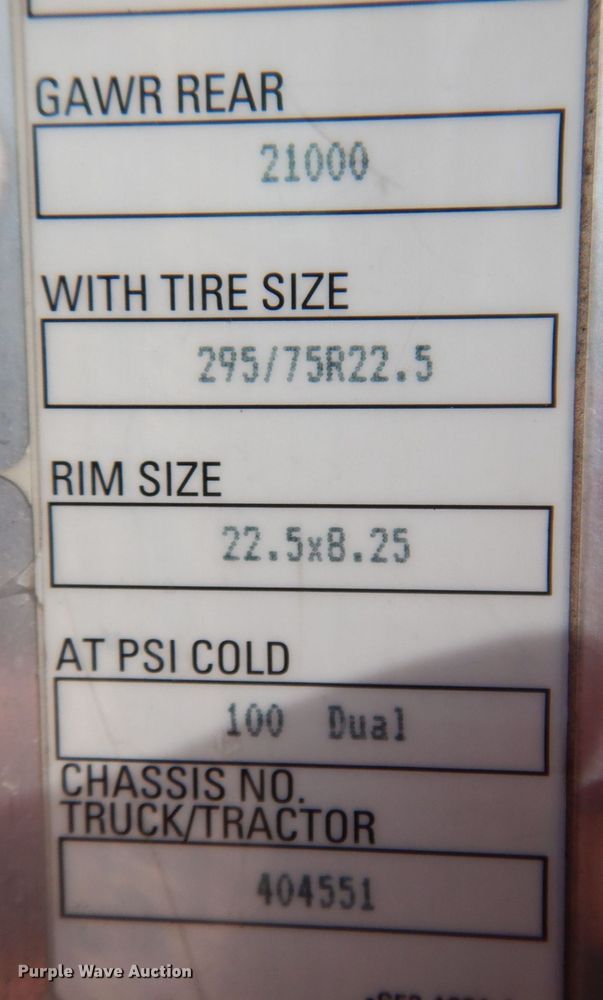 GAWR REAR
21000
WITH TIRE SIZE
295/75R22.5
RIM SIZE
22.5x8.25
AT PSI COLD
100 Dual
CHASSIS NO.
TRUCK/TRACTOR
404551
Purple Wave Auction